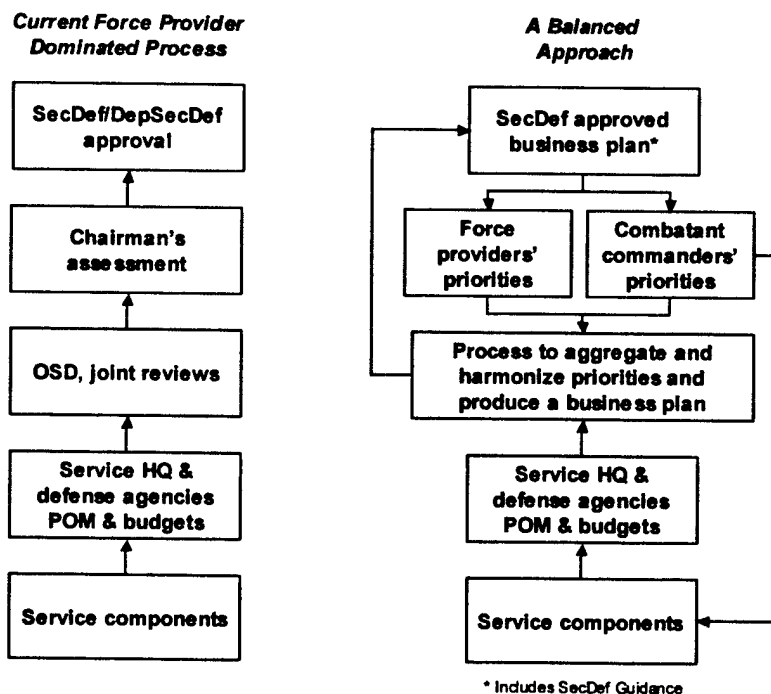 Current Force Provider
Dominated Process
SecDef/DepSecDef
approval
Chairman's
assessment
OSD, joint reviews
Service HQ &
defense agencies
POM & budgets
Service components
A Balanced
Approach
SecDef approved
business plan*
Force
providers'
priorities
Combatant
commanders'
priorities
Process to aggregate and
harmonize priorities and
produce a business plan
Service HQ &
defense agencies
POM & budgets
Service components
* Includes SecDef Guidance